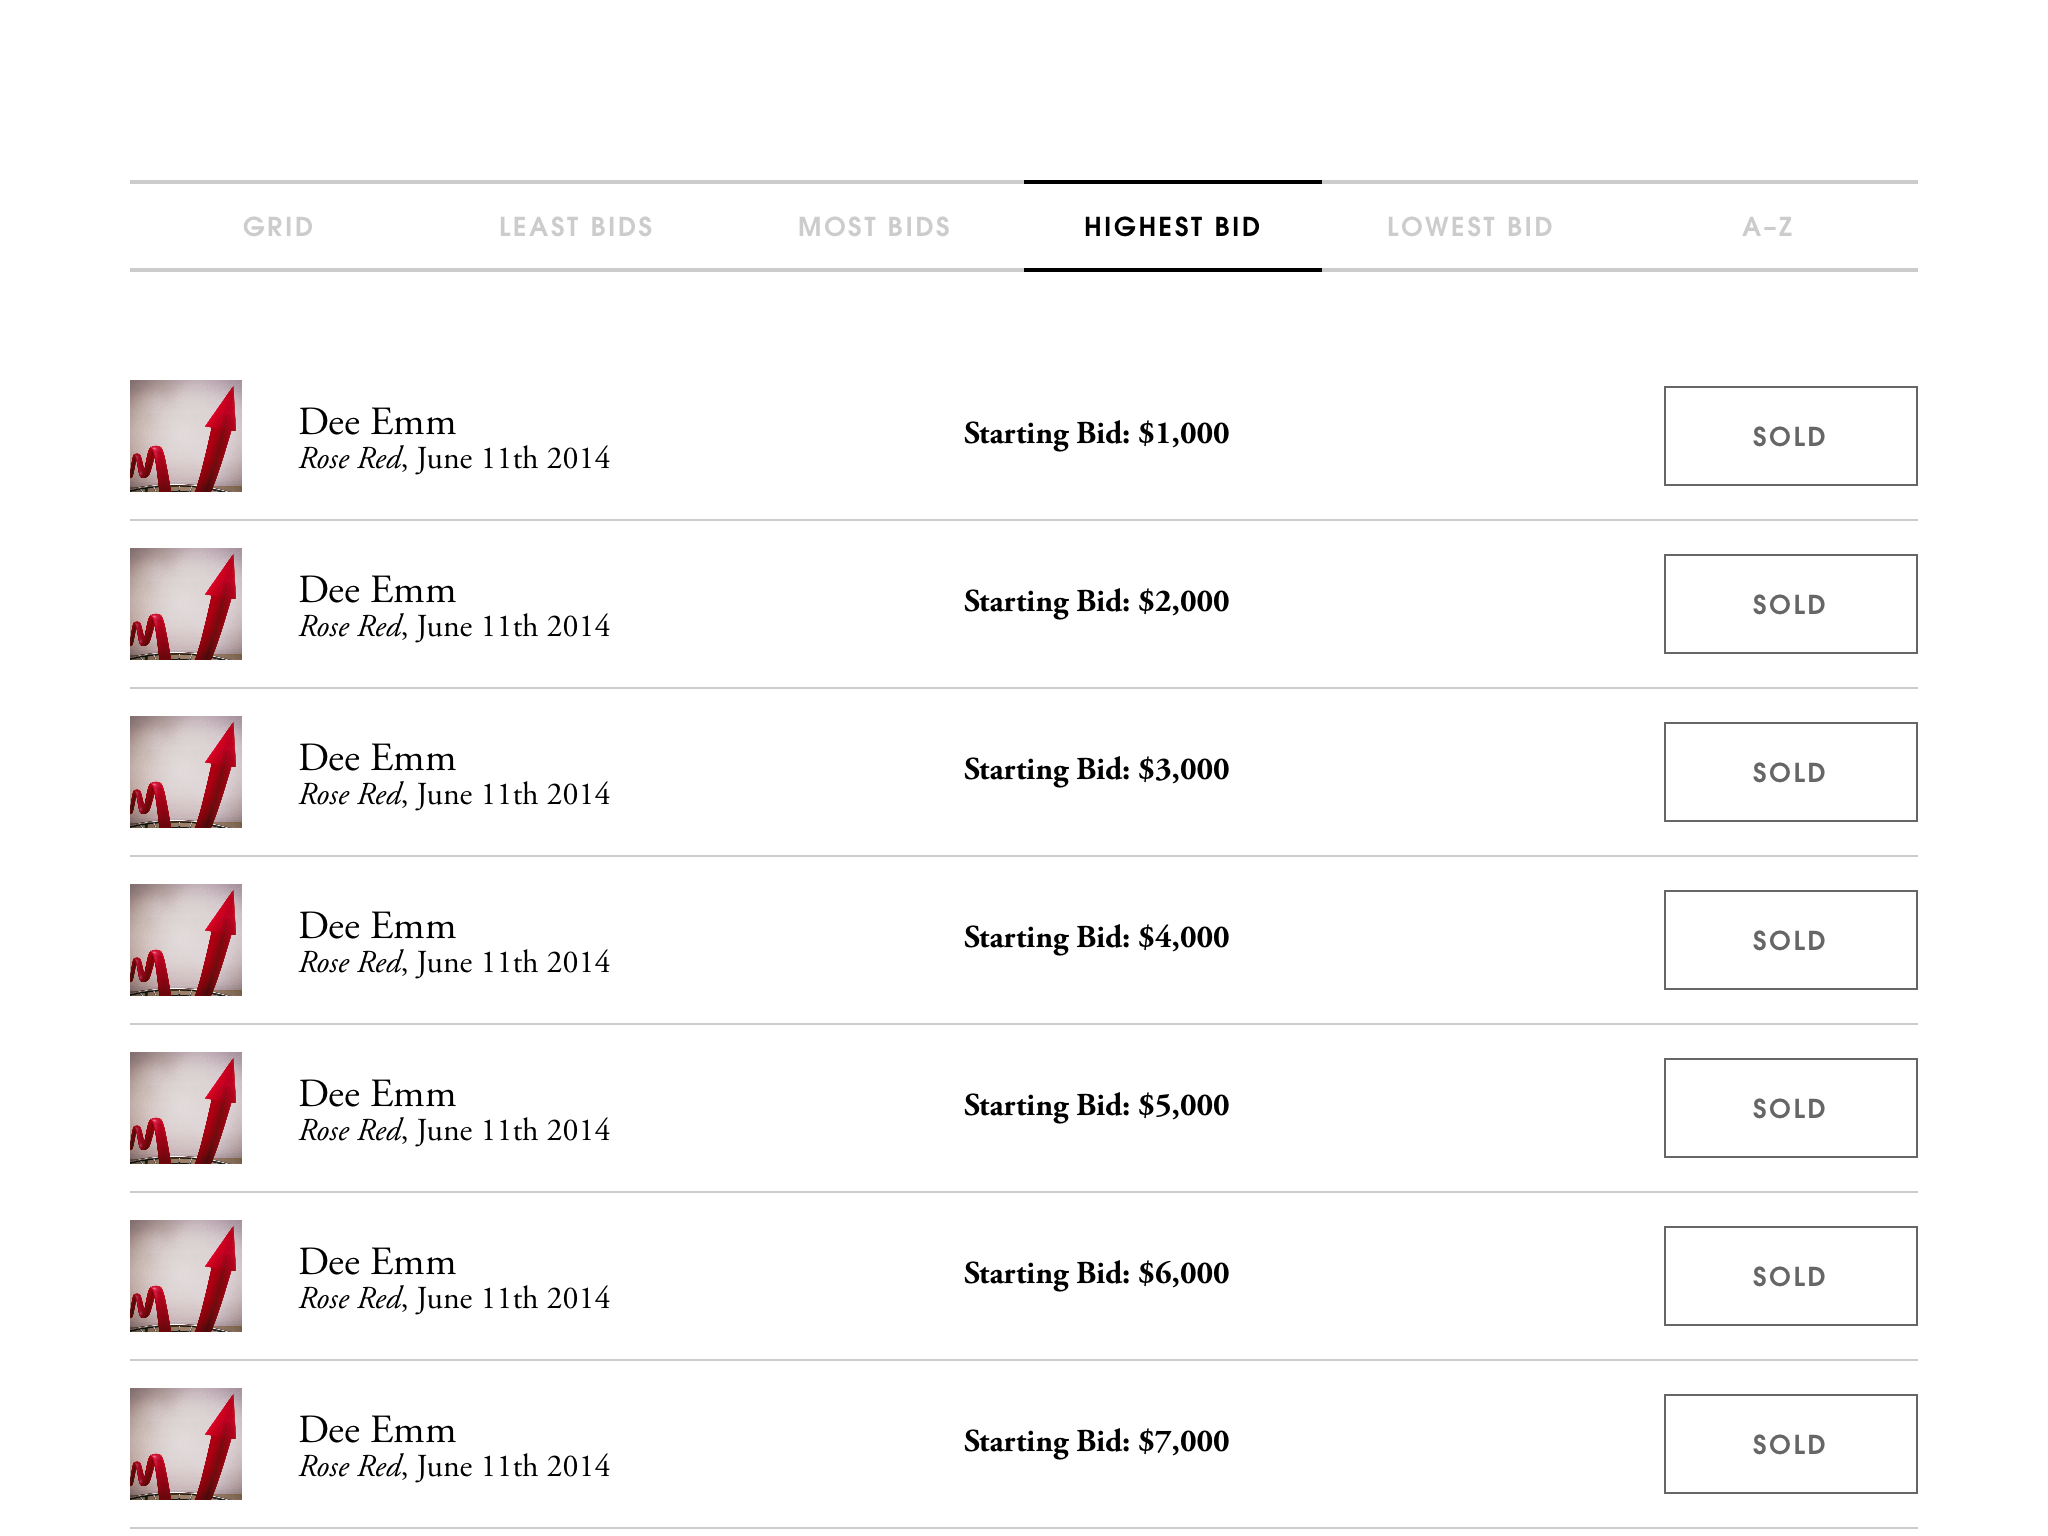 GRID LEAST BIDS MOST BIDS HIGHEST BID LOWEST BID A–Z
Dee Emm
Rose Red, June 11th 2014
Starting Bid: $1,000
SOLD
Dee Emm
Rose Red, June 11th 2014
Starting Bid: $2,000
SOLD
Dee Emm
Rose Red, June 11th 2014
Starting Bid: $3,000
SOLD
Dee Emm
Rose Red, June 11th 2014
Starting Bid: $4,000
SOLD
Dee Emm
Rose Red, June 11th 2014
Starting Bid: $5,000
SOLD
Dee Emm
Rose Red, June 11th 2014
Starting Bid: $6,000
SOLD
Dee Emm
Rose Red, June 11th 2014
Starting Bid: $7,000
SOLD